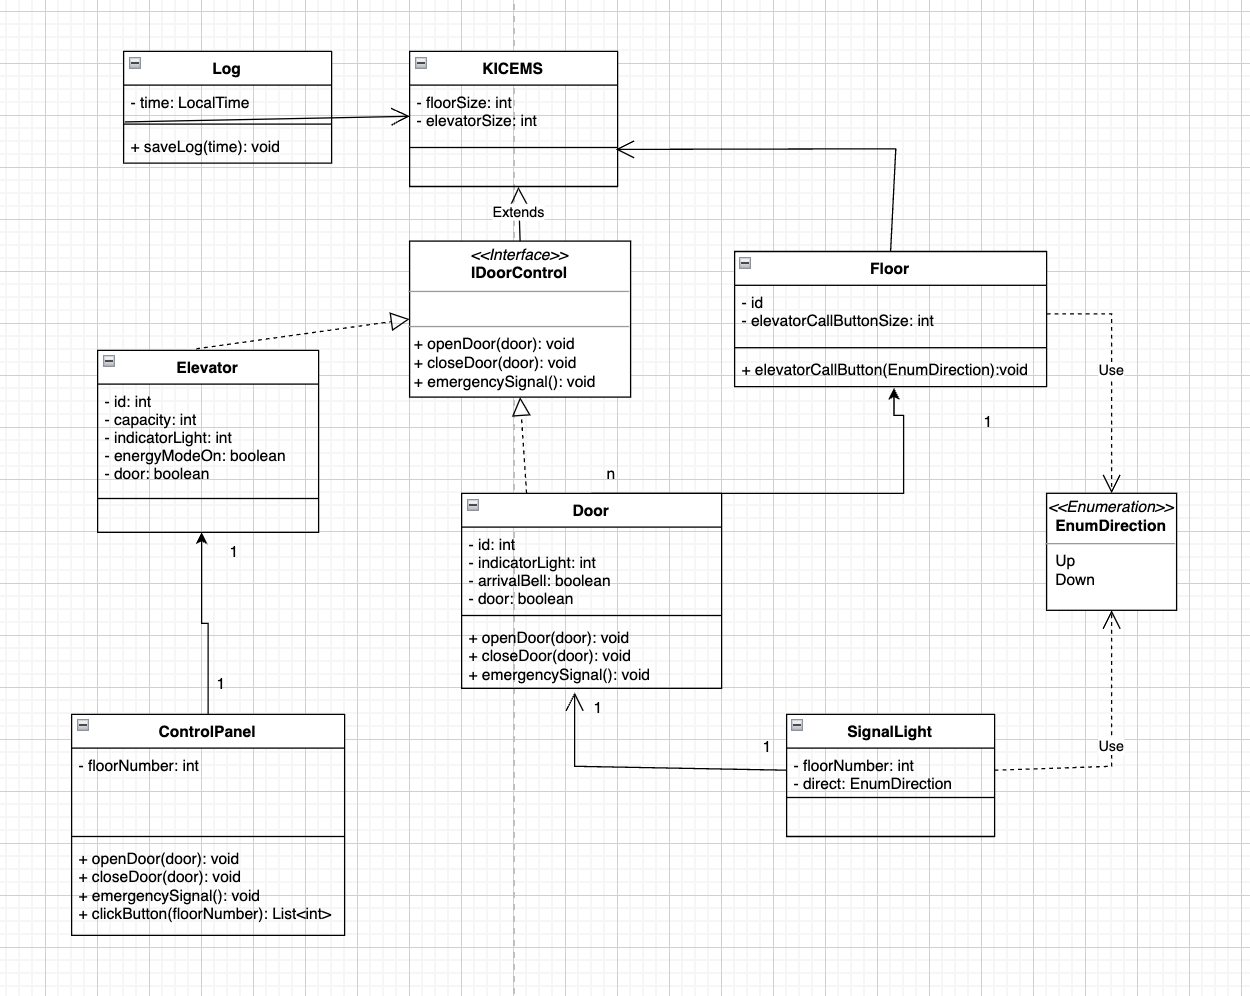 Log
- time: LocalTime
+ saveLog(time): void
KICEMS
- floorSize: int
- elevatorSize: int
Extends
<<Interface>>
IDoorControl
+ openDoor(door): void
+ closeDoor(door): void
+ emergencySignal(): void
Floor
- id
- elevatorCallButtonSize: int
+ elevatorCallButton(EnumDirection):void
Use
1
Elevator
- id: int
- capacity: int
- indicatorLight: int
- energyModeOn: boolean
- door: boolean
1
1
n
Door
- id: int
- indicatorLight: int
- arrivalBell: boolean
- door: boolean
+ openDoor(door): void
+ closeDoor(door): void
+ emergencySignal(): void
1
1
<<Enumeration>>
EnumDirection
Up
Down
Use
ControlPanel
- floorNumber: int
+ openDoor(door): void
+ closeDoor(door): void
+ emergencySignal(): void
+ clickButton(floorNumber): List<int>
SignalLight
- floorNumber: int
- direct: EnumDirection